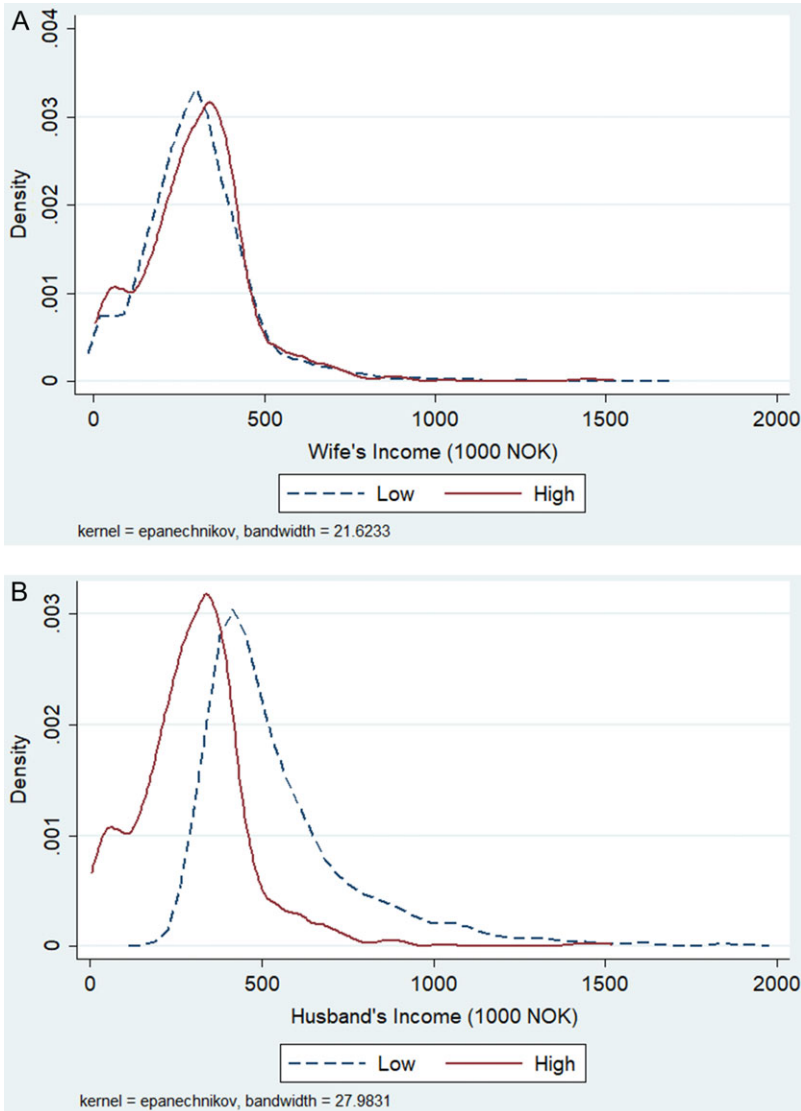 A
.004
.003
.002
.001
0
Density
0 500 1000 1500 2000
Wife's Income (1000 NOK)
Low High
kernel = epanechnikov, bandwidth = 21.6233
B
.003
.002
.001
0
Density
0 500 1000 1500 2000
Husband's Income (1000 NOK)
Low High
kernel = epanechnikov, bandwidth = 27.9831